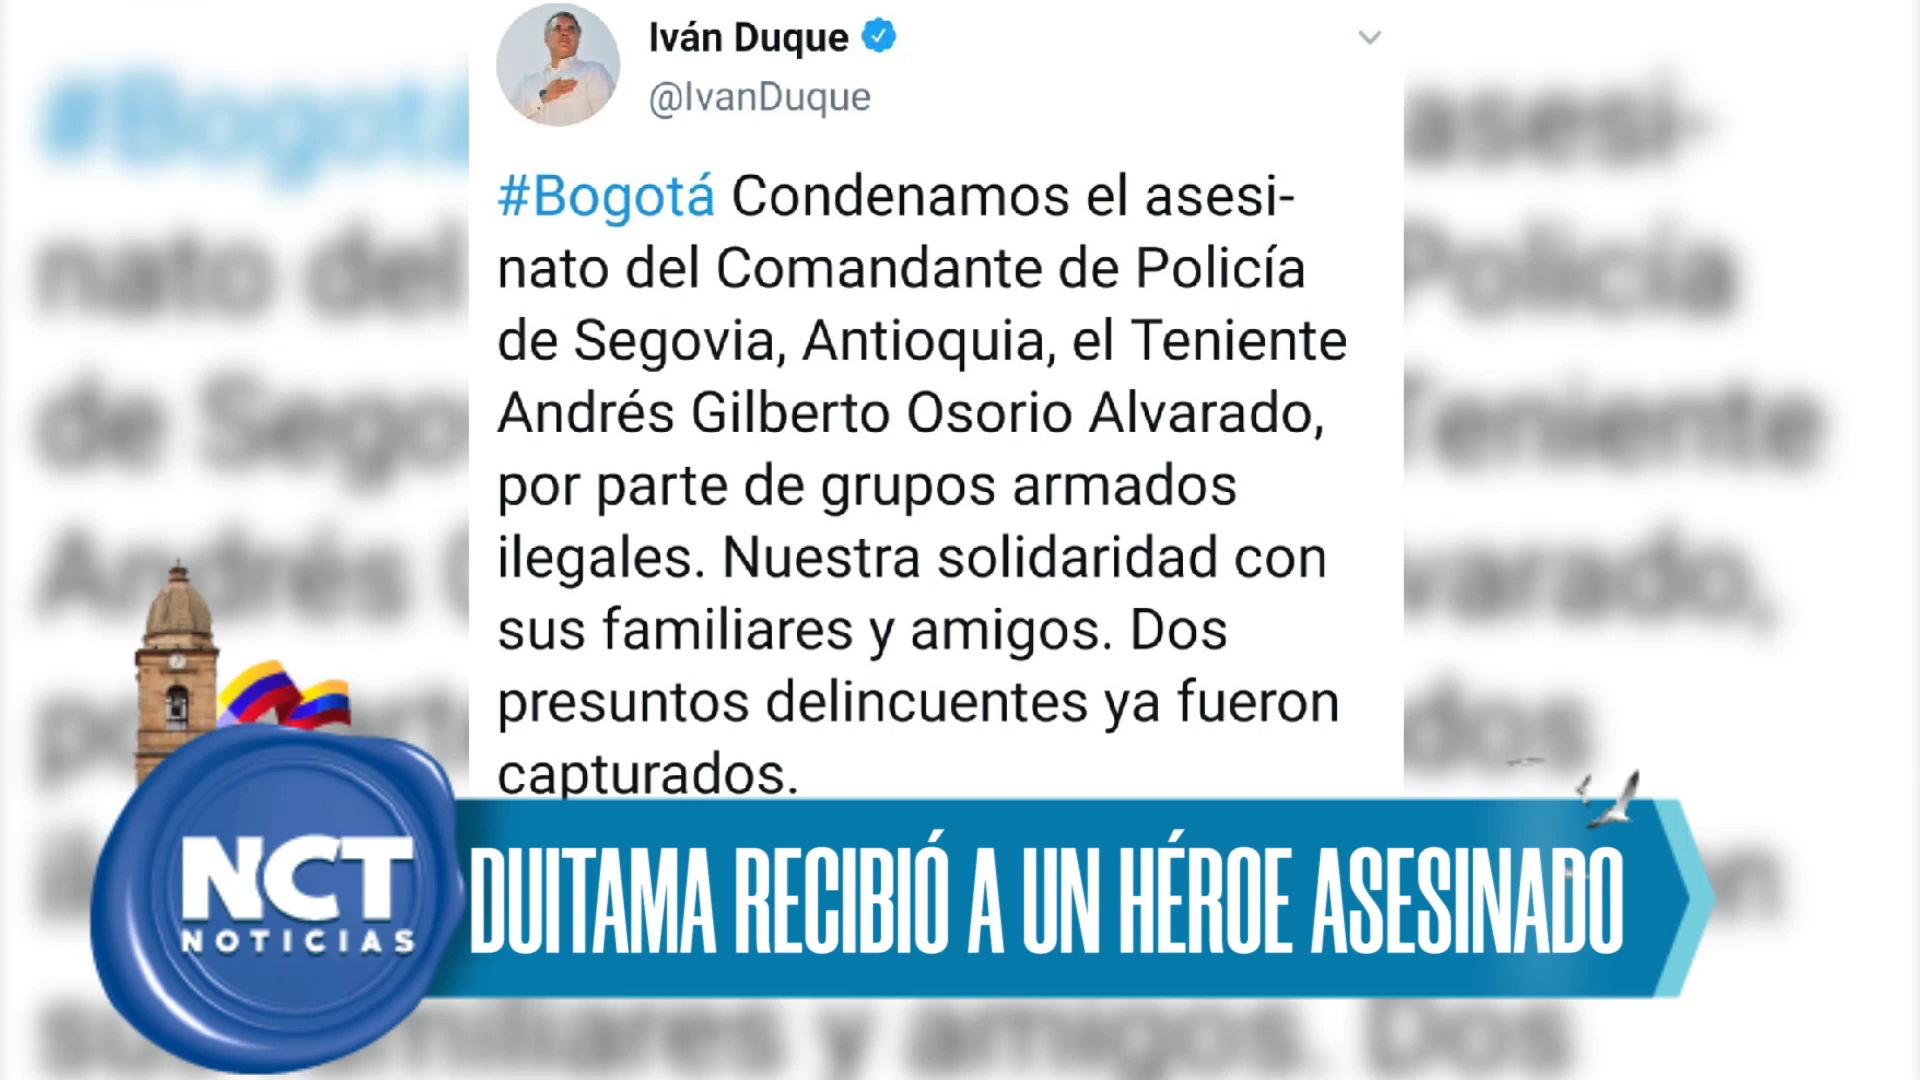 Iván Duque
@IvanDuque
#Bogotá Condenamos el asesi-
nato del Comandante de Policía
de Segovia, Antioquia, el Teniente
Andrés Gilberto Osorio Alvarado,
por parte de grupos armados
ilegales. Nuestra solidaridad con
sus familiares y amigos. Dos
presuntos delincuentes ya fueron
capturados.
NCT
NOTICIAS
DUITAMA RECIBIÓ A UN HÉROE ASESINADO